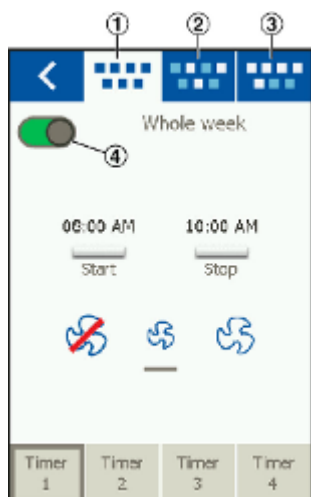 ① ② ③
Whole week
④
06:00 AM 10:00 AM
Start Stop
Timer Timer Timer Timer
1 2 3 4